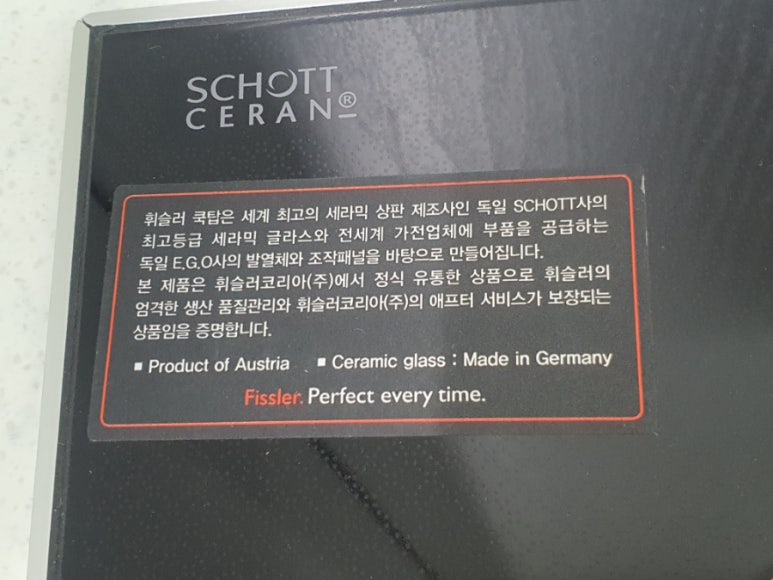 SCHOTT
CERAN®
휘슬러 쿡탑은 세계 최고의 세라믹 상판 제조사인 독일 SCHOTT사의
최고등급 세라믹 글라스와 전세계 가전업체에 부품을 공급하는
독일 E.G.O사의 발열체와 조작패널을 바탕으로 만들어집니다.
본 제품은 휘슬러코리아(주)에서 정식 유통한 상품으로 휘슬러의
엄격한 생산 품질관리와 휘슬러코리아(주)의 애프터 서비스가 보장되는
상품임을 증명합니다.
▪ Product of Austria ▪ Ceramic glass : Made in Germany
Fissler. Perfect every time.